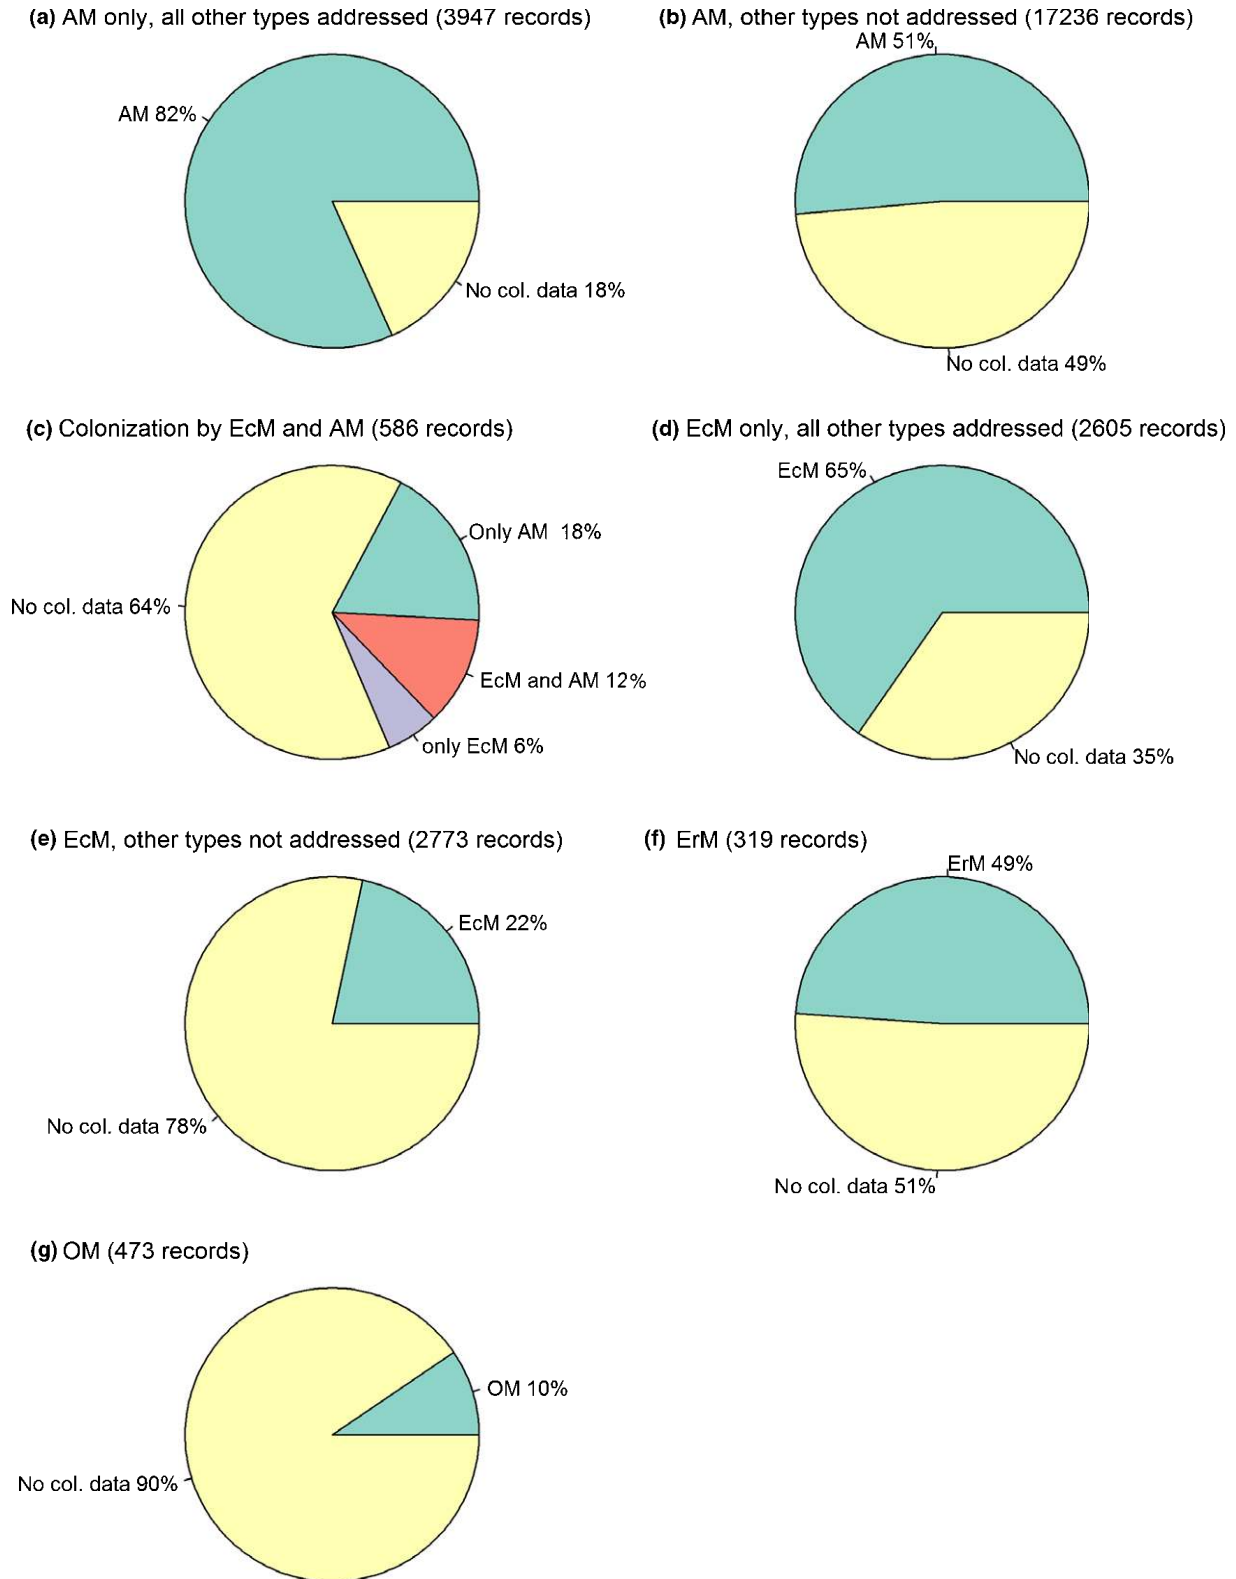 (a) AM only, all other types addressed (3947 records)
AM 82%
No col. data 18%
(b) AM, other types not addressed (17236 records)
AM 51%
No col. data 49%
(c) Colonization by EcM and AM (586 records)
Only AM 18%
No col. data 64%
EcM and AM 12%
only EcM 6%
(d) EcM only, all other types addressed (2605 records)
EcM 65%
No col. data 35%
(e) EcM, other types not addressed (2773 records)
EcM 22%
No col. data 78%
(f) ErM (319 records)
ErM 49%
No col. data 51%
(g) OM (473 records)
OM 10%
No col. data 90%